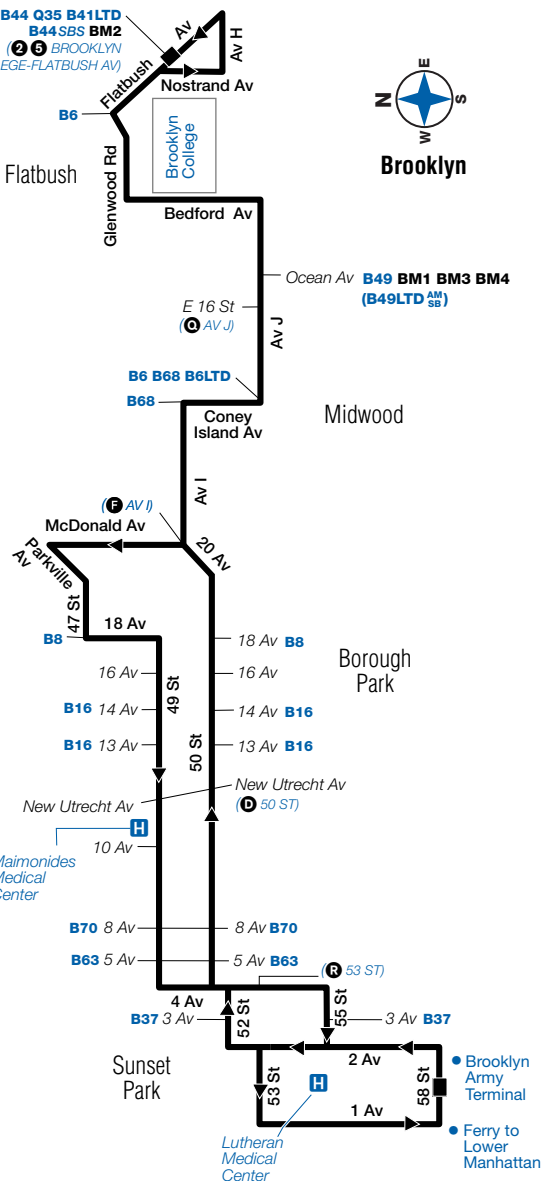 B44 Q35 B41LTD
B44SBS BM2
(2 5 BROOKLYN
EGE-FLATBUSH AV)
Av H
Flatbush Av
Nostrand Av
B6
Brooklyn
College
Flatbush
Glenwood Rd
Bedford Av
N
E
S
W
Brooklyn
Ocean Av B49 BM1 BM3 BM4
(B49LTD AM SB)
E 16 St
(Q AV J)
Av J
B6 B68 B6LTD
B68
Coney
Island Av
Midwood
Av I
(F AV I)
McDonald Av
20 Av
Parkville
Av
47 St
18 Av
B8
18 Av B8
16 Av
16 Av
49 St
Borough
Park
B16 14 Av
14 Av B16
B16 13 Av
13 Av B16
50 St
New Utrecht Av
(D 50 ST)
New Utrecht Av
H
10 Av
Maimonides
Medical
Center
B70 8 Av
8 Av B70
B63 5 Av
5 Av B63
(R 53 ST)
4 Av
B37 3 Av
52 St
55 St
3 Av B37
2 Av
Sunset
Park
53 St
H
58 St
1 Av
Brooklyn
Army
Terminal
Ferry to
Lower
Manhattan
Lutheran
Medical
Center